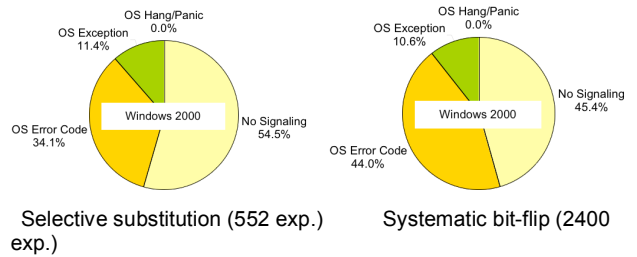 OS Hang/Panic
0.0%
OS Exception
11.4%
Windows 2000
No Signaling
54.5%
OS Error Code
34.1%
OS Hang/Panic
0.0%
OS Exception
10.6%
Windows 2000
No Signaling
45.4%
OS Error Code
44.0%
Selective substitution (552 exp.) Systematic bit-flip (2400
exp.)